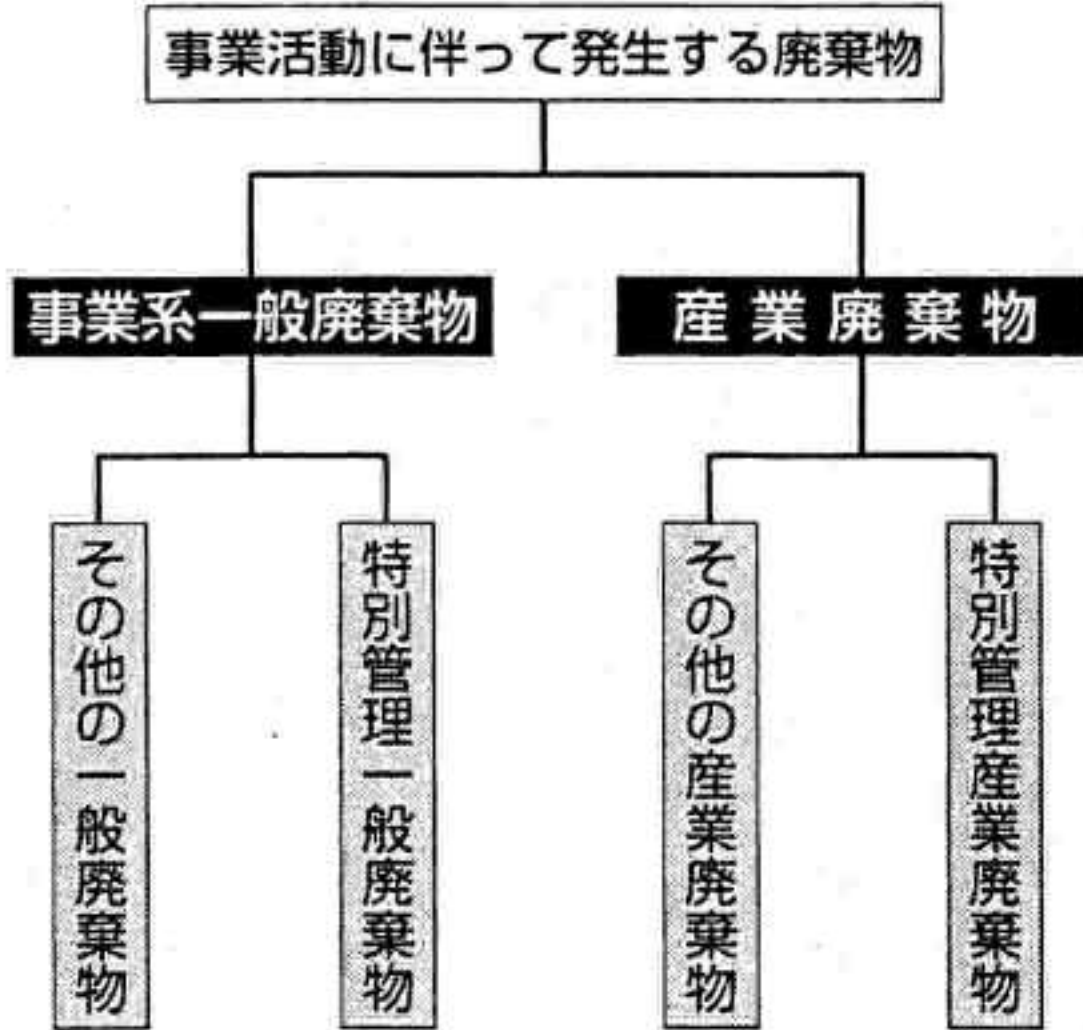 事業活動に伴って発生する廃棄物
事業系一般廃棄物
産業廃棄物
その他の一般廃棄物
特別管理一般廃棄物
その他の産業廃棄物
特別管理産業廃棄物